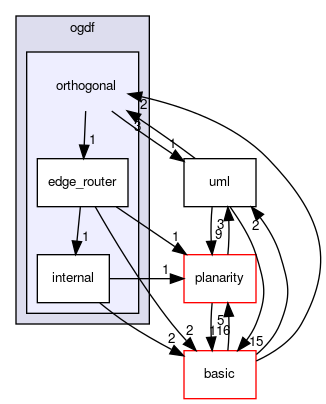 ogdf
orthogonal
2
3
1
1
edge_router
uml
1
1
3
9
2
internal
1
planarity
2
2
5
116
15
basic